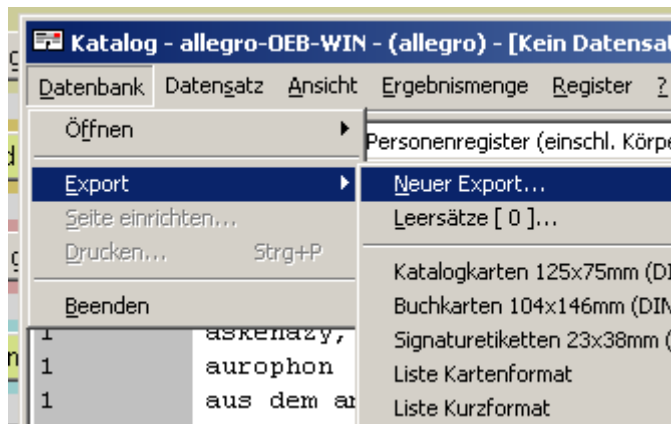 Katalog - allegro-OEB-WIN - (allegro) - [Kein Datensat
Datenbank Datensatz Ansicht Ergebnismenge Register ?
Öffnen
Personenregister (einschl. Körpe
Export
Neuer Export...
Seite einrichten...
Leersätze [ 0 ]...
Drucken... Strg+P
Katalogkarten 125x75mm (DI
Beenden
Buchkarten 104x146mm (DIN
Signaturetiketten 23x38mm (
1 askenazy,
1 aurophon
Liste Kartenformat
1 aus dem ar
Liste Kurzformat